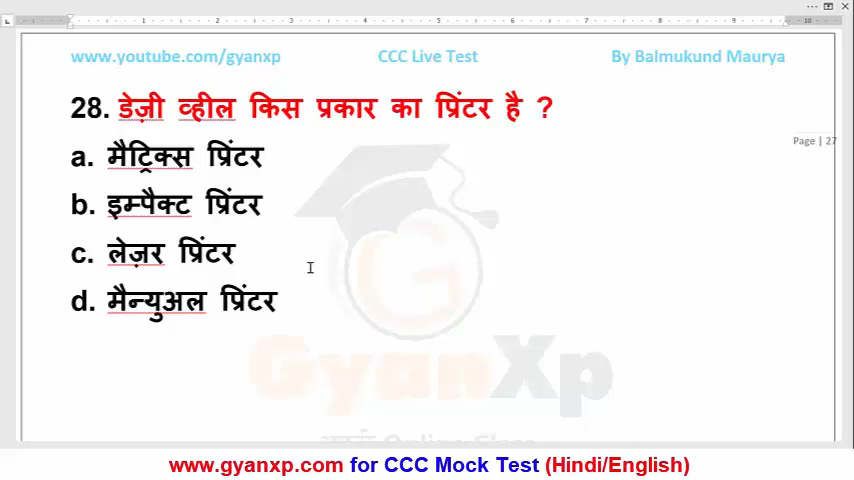 www.youtube.com/gyanxp CCC Live Test By Balmukund Maurya
28. डेज़ी व्हील किस प्रकार का प्रिंटर है ?
Page | 27
a. मैट्रिक्स प्रिंटर
b. इम्पैक्ट प्रिंटर
c. लेज़र प्रिंटर
d. मैन्युअल प्रिंटर
GyanXp
www.gyanxp.com for CCC Mock Test (Hindi/English)